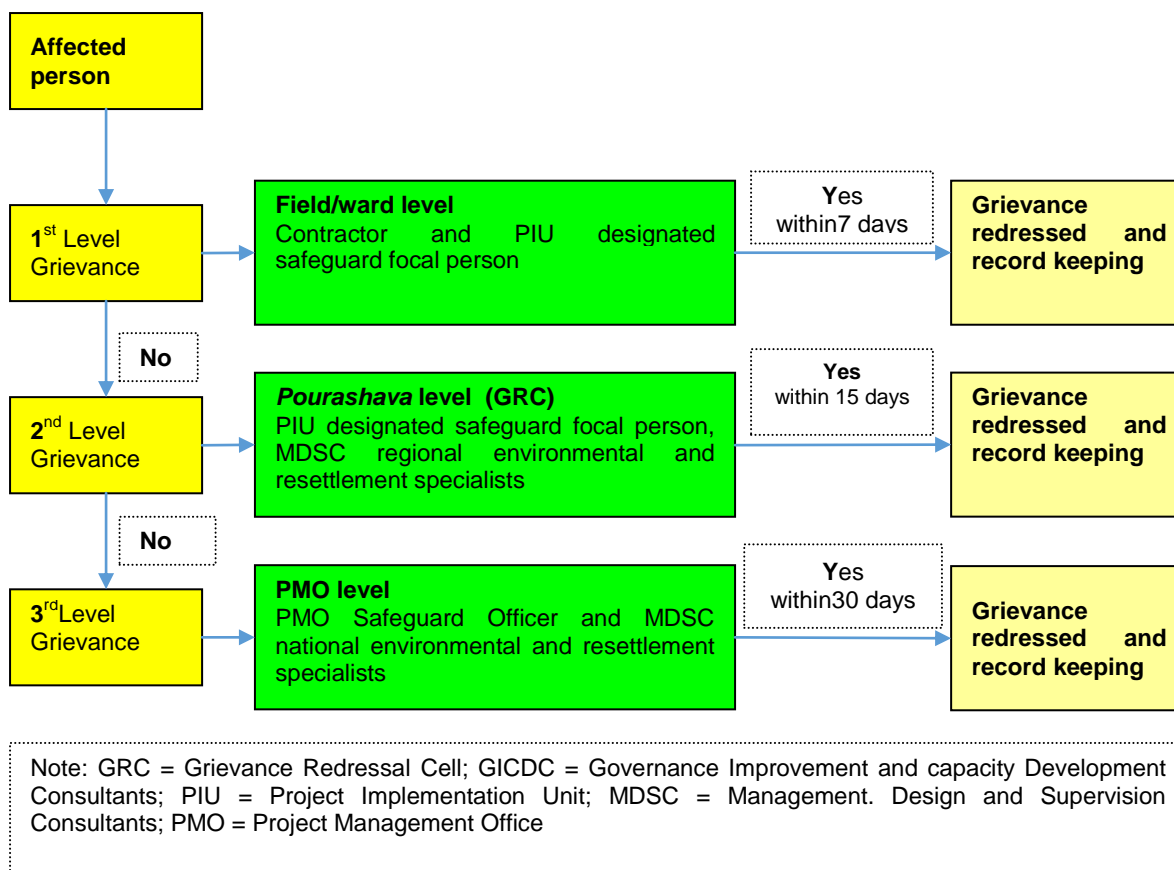 Affected
person
1st Level
Grievance
Field/ward level
Contractor and PIU designated
safeguard focal person
Yes
within7 days
Grievance
redressed and
record keeping
No
2nd Level
Grievance
Pourashava level (GRC)
PIU designated safeguard focal person,
MDSC regional environmental and
resettlement specialists
Yes
within 15 days
Grievance
redressed and
record keeping
No
3rdLevel
Grievance
PMO level
PMO Safeguard Officer and MDSC
national environmental and resettlement
specialists
Yes
within30 days
Grievance
redressed and
record keeping
Note: GRC = Grievance Redressal Cell; GICDC = Governance Improvement and capacity Development
Consultants; PIU = Project Implementation Unit; MDSC = Management. Design and Supervision
Consultants; PMO = Project Management Office